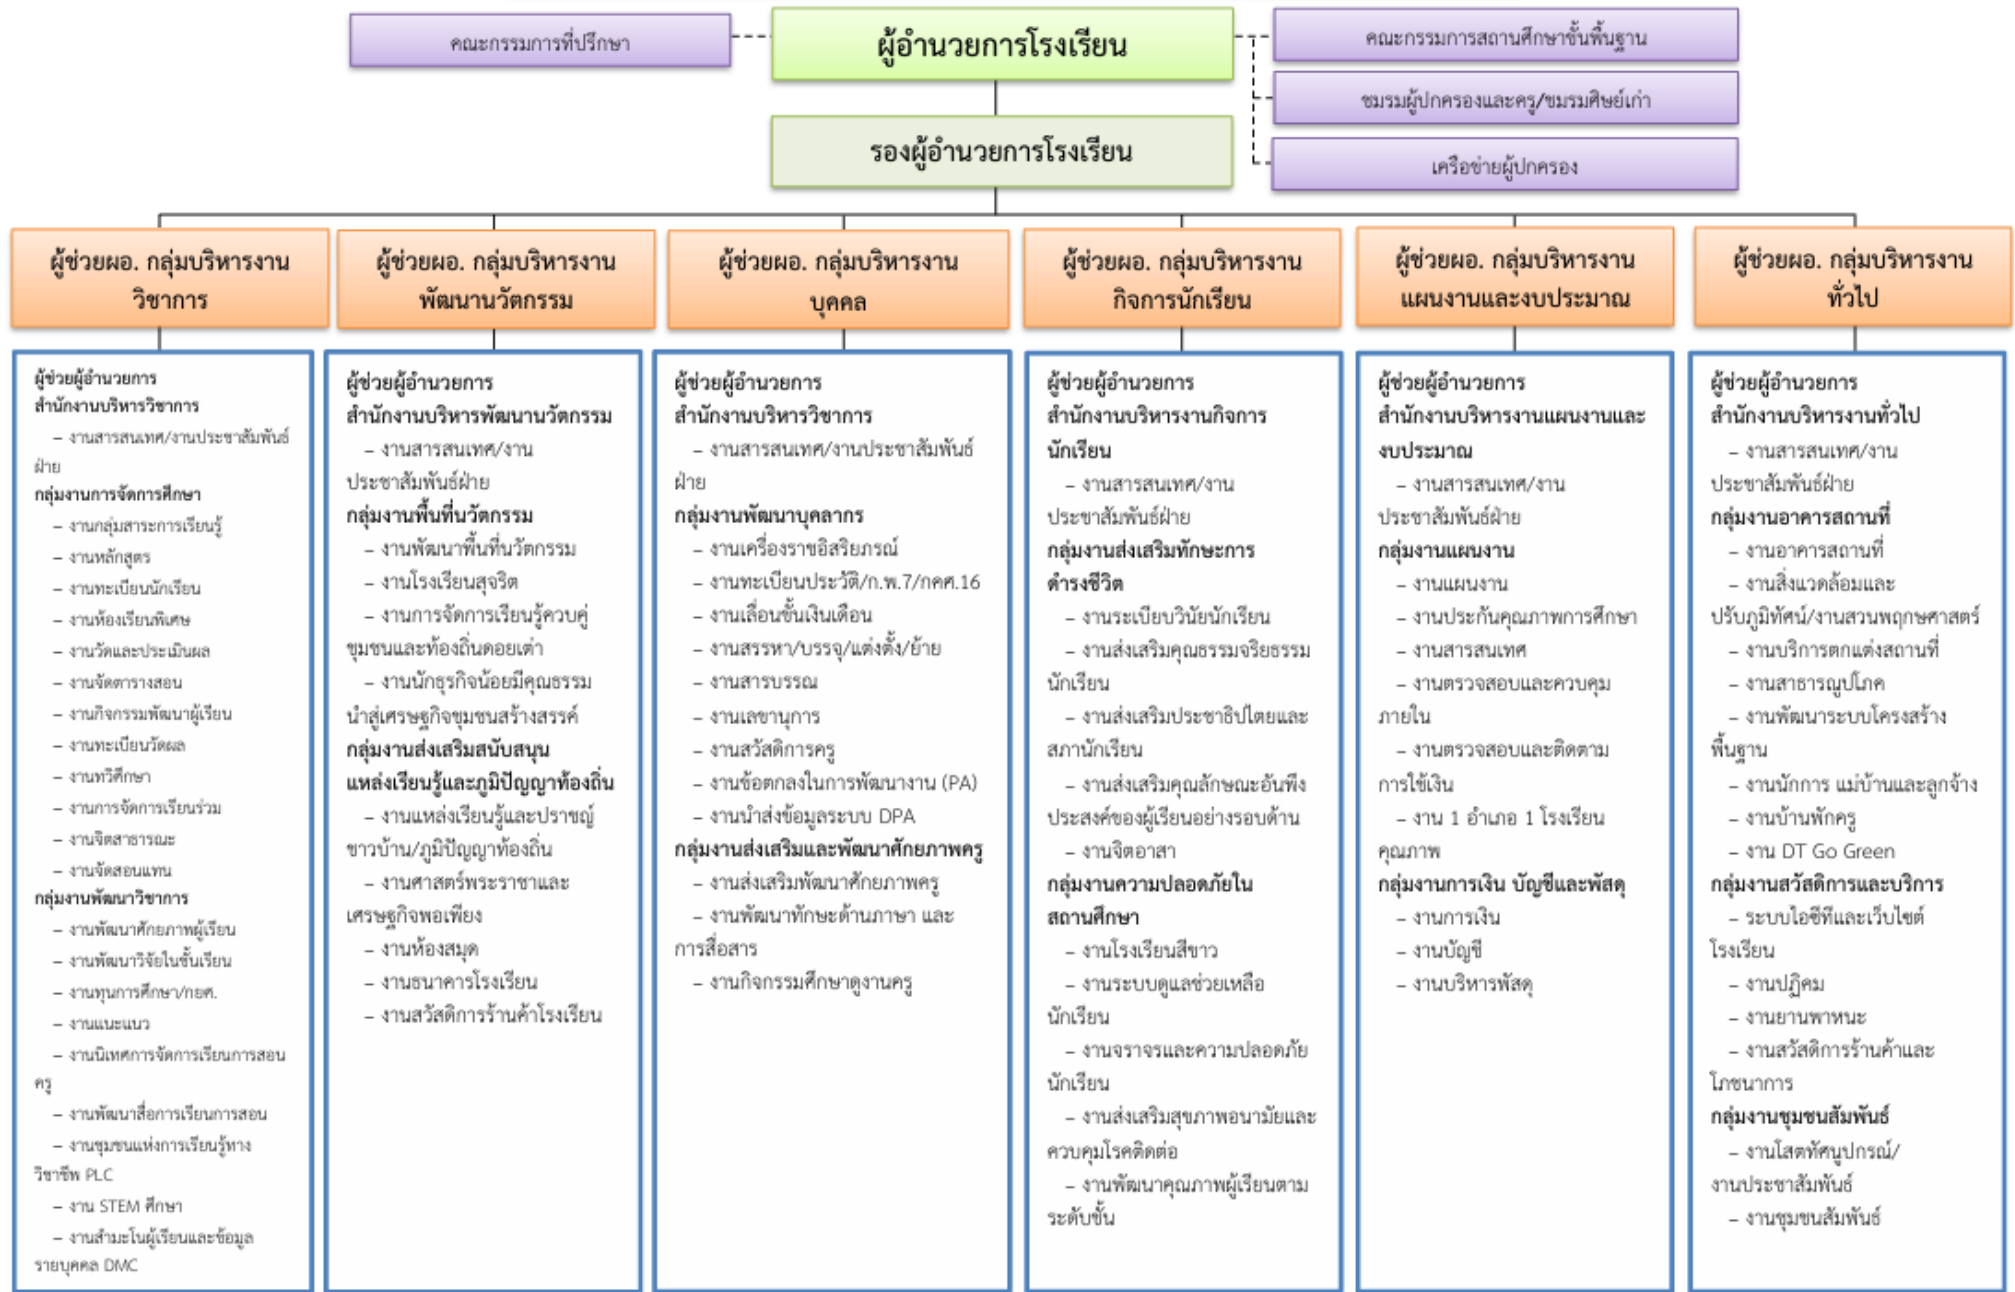 คณะกรรมการที่ปรึกษา
ผู้อำนวยการโรงเรียน
คณะกรรมการสถานศึกษาขั้นพื้นฐาน
ชมรมผู้ปกครองและครู/ชมรมศิษย์เก่า
รองผู้อำนวยการโรงเรียน
เครือข่ายผู้ปกครอง
ผู้ช่วยผอ. กลุ่มบริหารงาน
วิชาการ
ผู้ช่วยผอ. กลุ่มบริหารงาน
พัฒนานวัตกรรม
ผู้ช่วยผอ. กลุ่มบริหารงาน
บุคคล
ผู้ช่วยผอ. กลุ่มบริหารงาน
กิจการนักเรียน
ผู้ช่วยผอ. กลุ่มบริหารงาน
แผนงานและงบประมาณ
ผู้ช่วยผอ. กลุ่มบริหารงาน
ทั่วไป
ผู้ช่วยผู้อำนวยการ
สำนักงานบริหารวิชาการ
– งานสารสนเทศ/งานประชาสัมพันธ์
ฝ่าย
กลุ่มงานการจัดการศึกษา
– งานกลุ่มสาระการเรียนรู้
– งานหลักสูตร
– งานทะเบียนนักเรียน
– งานห้องเรียนพิเศษ
– งานวัดและประเมินผล
– งานจัดตารางสอน
– งานกิจกรรมพัฒนาผู้เรียน
– งานทะเบียนวัดผล
– งานทวิศึกษา
– งานการจัดการเรียนร่วม
– งานจิตสาธารณะ
– งานจัดสอนแทน
กลุ่มงานพัฒนาวิชาการ
– งานพัฒนาศักยภาพผู้เรียน
– งานพัฒนาวิจัยในชั้นเรียน
– งานทุนการศึกษา/กยศ.
– งานแนะแนว
– งานนิเทศการจัดการเรียนการสอน
ครู
– งานพัฒนาสื่อการเรียนการสอน
– งานชุมชนแห่งการเรียนรู้ทาง
วิชาชีพ PLC
– งาน STEM ศึกษา
– งานสำมะโนผู้เรียนและข้อมูล
รายบุคคล DMC
ผู้ช่วยผู้อำนวยการ
สำนักงานบริหารพัฒนานวัตกรรม
– งานสารสนเทศ/งาน
ประชาสัมพันธ์ฝ่าย
กลุ่มงานพื้นที่นวัตกรรม
– งานพัฒนาพื้นที่นวัตกรรม
– งานโรงเรียนสุจริต
– งานการจัดการเรียนรู้ควบคู่
ชุมชนและท้องถิ่นดอยเต่า
– งานนักธุรกิจน้อยมีคุณธรรม
นำสู่เศรษฐกิจชุมชนสร้างสรรค์
กลุ่มงานส่งเสริมสนับสนุน
แหล่งเรียนรู้และภูมิปัญญาท้องถิ่น
– งานแหล่งเรียนรู้และปราชญ์
ชาวบ้าน/ภูมิปัญญาท้องถิ่น
– งานศาสตร์พระราชาและ
เศรษฐกิจพอเพียง
– งานห้องสมุด
– งานธนาคารโรงเรียน
– งานสวัสดิการร้านค้าโรงเรียน
ผู้ช่วยผู้อำนวยการ
สำนักงานบริหารวิชาการ
– งานสารสนเทศ/งานประชาสัมพันธ์
ฝ่าย
กลุ่มงานพัฒนาบุคลากร
– งานเครื่องราชอิสริยภรณ์
– งานทะเบียนประวัติ/ก.พ.7/กคศ.16
– งานเลื่อนขั้นเงินเดือน
– งานสรรหา/บรรจุ/แต่งตั้ง/ย้าย
– งานสารบรรณ
– งานเลขานุการ
– งานสวัสดิการครู
– งานข้อตกลงในการพัฒนางาน (PA)
– งานนำส่งข้อมูลระบบ DPA
กลุ่มงานส่งเสริมและพัฒนาศักยภาพครู
– งานส่งเสริมพัฒนาศักยภาพครู
– งานพัฒนาทักษะด้านภาษา และ
การสื่อสาร
– งานกิจกรรมศึกษาดูงานครู
ผู้ช่วยผู้อำนวยการ
สำนักงานบริหารงานกิจการ
นักเรียน
– งานสารสนเทศ/งาน
ประชาสัมพันธ์ฝ่าย
กลุ่มงานส่งเสริมทักษะการ
ดำรงชีวิต
– งานระเบียบวินัยนักเรียน
– งานส่งเสริมคุณธรรมจริยธรรม
นักเรียน
– งานส่งเสริมประชาธิปไตยและ
สภานักเรียน
– งานส่งเสริมคุณลักษณะอันพึง
ประสงค์ของผู้เรียนอย่างรอบด้าน
– งานจิตอาสา
กลุ่มงานความปลอดภัยใน
สถานศึกษา
– งานโรงเรียนสีขาว
– งานระบบดูแลช่วยเหลือ
นักเรียน
– งานจราจรและความปลอดภัย
นักเรียน
– งานส่งเสริมสุขภาพอนามัยและ
ควบคุมโรคติดต่อ
– งานพัฒนาคุณภาพผู้เรียนตาม
ระดับชั้น
ผู้ช่วยผู้อำนวยการ
สำนักงานบริหารงานแผนงานและ
งบประมาณ
– งานสารสนเทศ/งาน
ประชาสัมพันธ์ฝ่าย
กลุ่มงานแผนงาน
– งานแผนงาน
– งานประกันคุณภาพการศึกษา
– งานสารสนเทศ
– งานตรวจสอบและควบคุม
ภายใน
– งานตรวจสอบและติดตาม
การใช้เงิน
– งาน 1 อำเภอ 1 โรงเรียน
คุณภาพ
กลุ่มงานการเงิน บัญชีและพัสดุ
– งานการเงิน
– งานบัญชี
– งานบริหารพัสดุ
ผู้ช่วยผู้อำนวยการ
สำนักงานบริหารงานทั่วไป
– งานสารสนเทศ/งาน
ประชาสัมพันธ์ฝ่าย
กลุ่มงานอาคารสถานที่
– งานอาคารสถานที่
– งานสิ่งแวดล้อมและ
ปรับภูมิทัศน์/งานสวนพฤกษศาสตร์
– งานบริการตกแต่งสถานที่
– งานสาธารณูปโภค
– งานพัฒนาระบบโครงสร้าง
พื้นฐาน
– งานนักการ แม่บ้านและลูกจ้าง
– งานบ้านพักครู
– งาน DT Go Green
กลุ่มงานสวัสดิการและบริการ
– ระบบไอซีทีและเว็บไซต์
โรงเรียน
– งานปฏิคม
– งานยานพาหนะ
– งานสวัสดิการร้านค้าและ
โภชนาการ
กลุ่มงานชุมชนสัมพันธ์
– งานโสตทัศนูปกรณ์/
งานประชาสัมพันธ์
– งานชุมชนสัมพันธ์